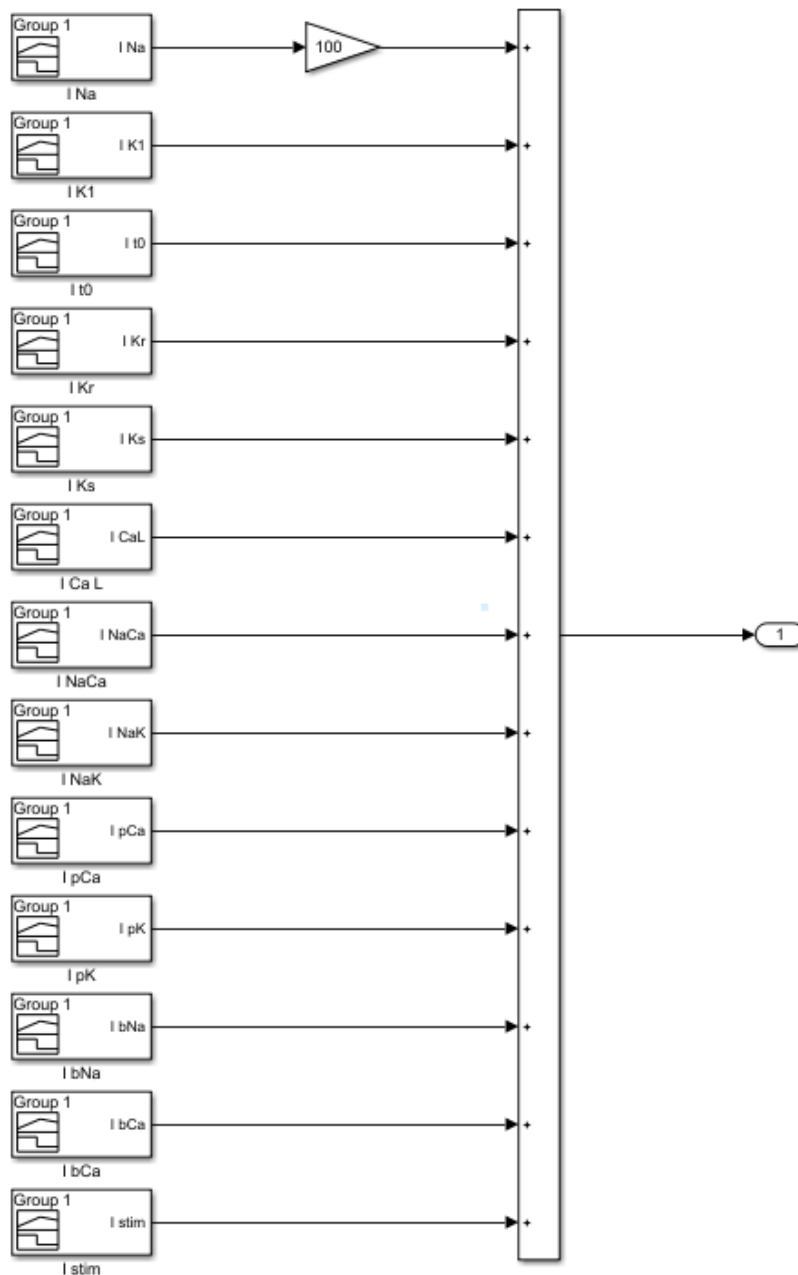 Group 1
I Na
100
+
I Na
Group 1
I K1
+
I K1
Group 1
I t0
+
I t0
Group 1
I Kr
+
I Kr
Group 1
I Ks
+
I Ks
Group 1
I CaL
+
I Ca L
Group 1
I NaCa
+
1
I NaCa
Group 1
I NaK
+
I NaK
Group 1
I pCa
+
I pCa
Group 1
I pK
+
I pK
Group 1
I bNa
+
I bNa
Group 1
I bCa
+
I bCa
Group 1
I stim
+
I stim